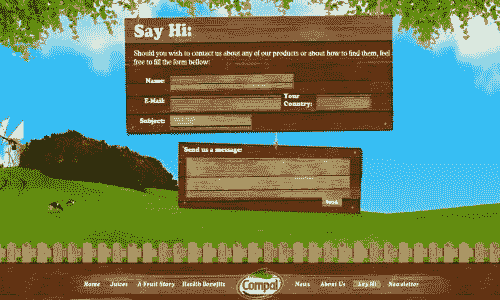 Say Hi:
Should you wish to contact us about any of our products or about how to find them, feel
free to fill the form bellow:
Name:
E-Mail:
Your
Country:
Subject:
Send us a message:
Send
Home Juices A Fruit Story Health Benefits Compal News About Us Say Hi Newsletter